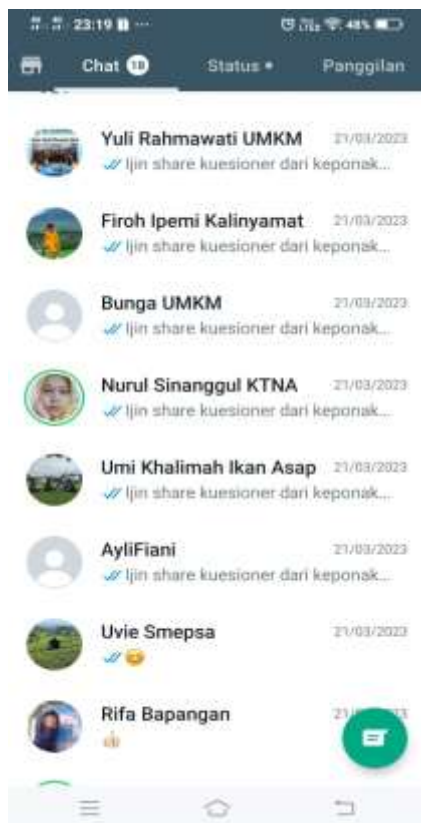 23:19
48%
Chat 18 Status Panggilan
Yuli Rahmawati UMKM 21/03/2023
Ijin share kuesioner dari keponak...
Firoh Ipemi Kalinyamat 21/03/2023
Ijin share kuesioner dari keponak...
Bunga UMKM 21/03/2023
Ijin share kuesioner dari keponak...
Nurul Sinanggul KTNA 21/03/2023
Ijin share kuesioner dari keponak...
Umi Khalimah Ikan Asap 21/03/2023
Ijin share kuesioner dari keponak...
AyliFiani 21/03/2023
Ijin share kuesioner dari keponak...
Uvie Smepsa 21/03/2023
😊
Rifa Bapangan
👍🏻